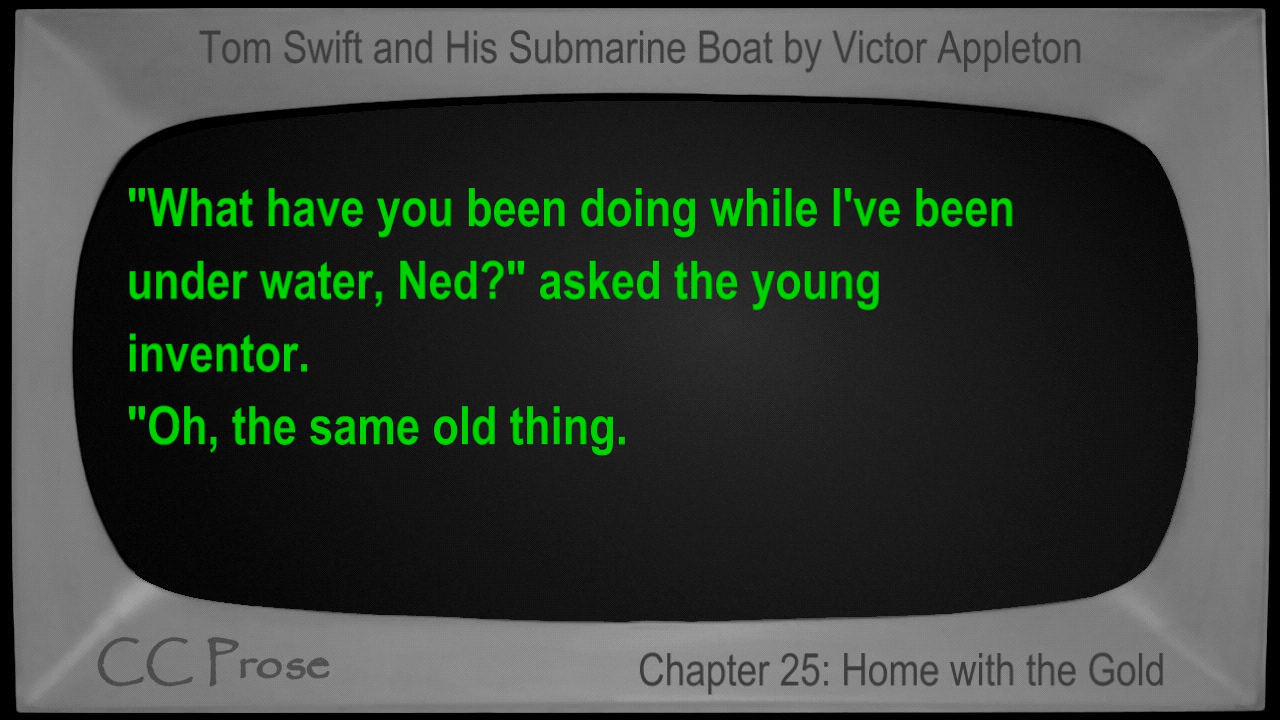 Tom Swift and His Submarine Boat by Victor Appleton
"What have you been doing while I've been
under water, Ned?" asked the young
inventor.
"Oh, the same old thing.
CC Prose
Chapter 25: Home with the Gold